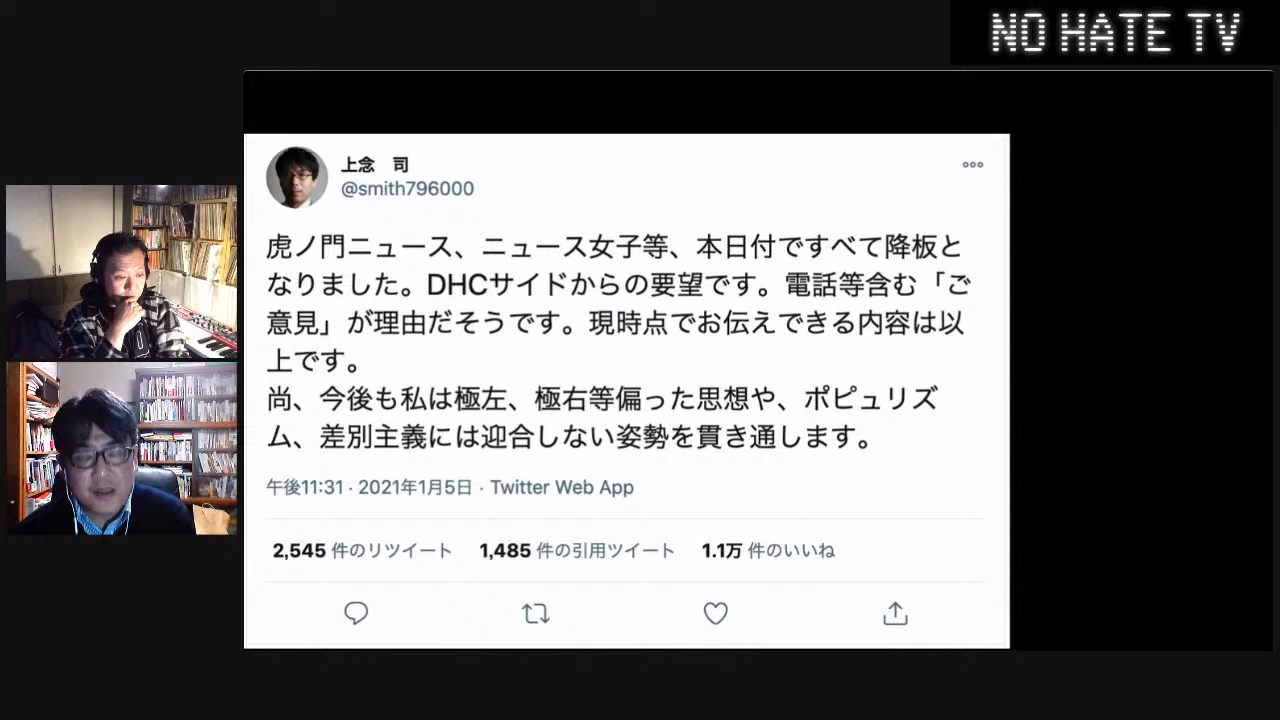 NO HATE TV
上念 司
@smith796000
虎ノ門ニュース、ニュース女子等、本日付ですべて降板と
なりました。DHCサイドからの要望です。電話等含む「ご
意見」が理由だそうです。現時点でお伝えできる内容は以
上です。
尚、今後も私は極左、極右等偏った思想や、ポピュリズ
ム、差別主義には迎合しない姿勢を貫き通します。
午後11:31 · 2021年1月5日 · Twitter Web App
2,545 件のリツイート 1,485 件の引用ツイート 1.1万 件のいいね